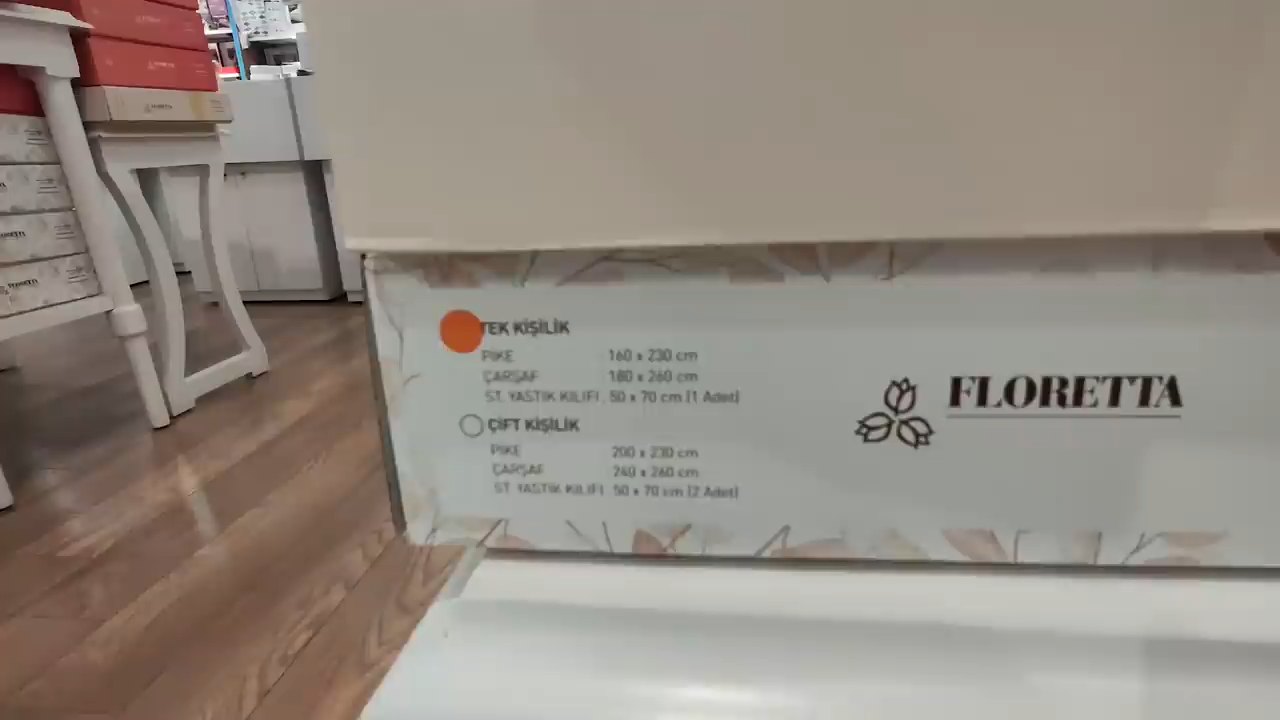 TEK KİŞİLİK
PİKE 160 x 230 cm
ÇARŞAF 180 x 260 cm
ST. YASTIK KILIFI : 50 x 70 cm (1 Adet)
ÇİFT KİŞİLİK
PİKE 200 x 230 cm
ÇARŞAF 240 x 260 cm
ST. YASTIK KILIFI : 50 x 70 cm (2 Adet)
FLORETTA